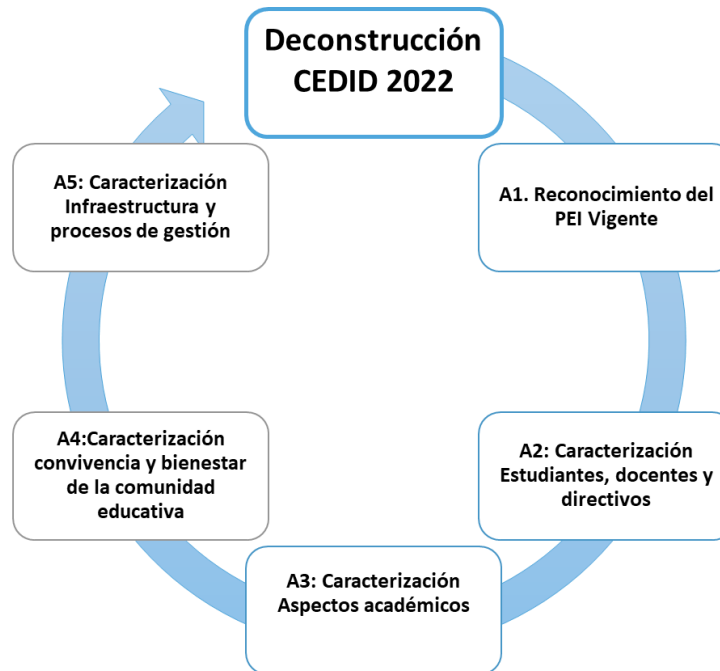 Deconstrucción
CEDID 2022
A1. Reconocimiento del
PEI Vigente
A2: Caracterización
Estudiantes, docentes y
directivos
A3: Caracterización
Aspectos académicos
A4:Caracterización
convivencia y bienestar
de la comunidad
educativa
A5: Caracterización
Infraestructura y
procesos de gestión